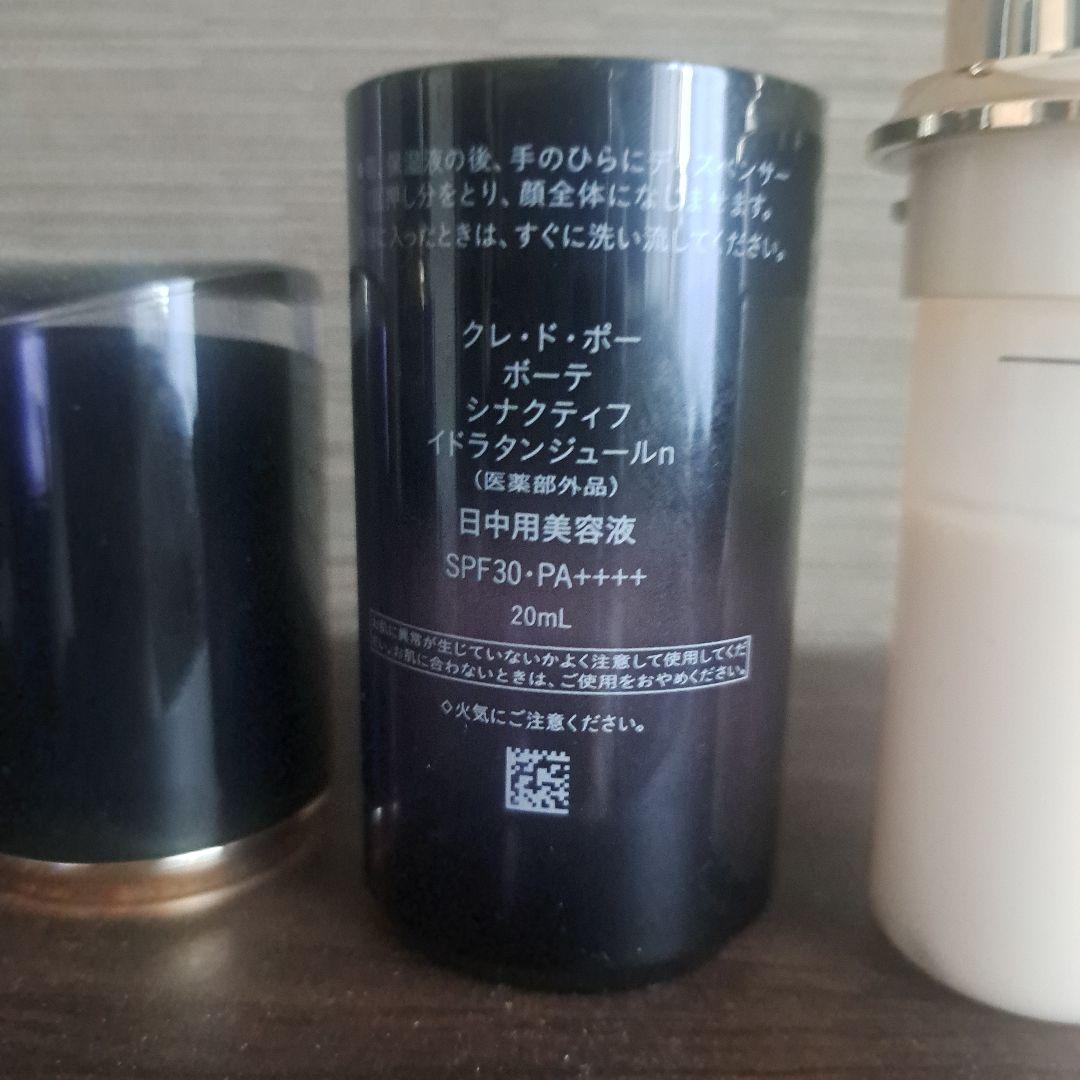 液の後、手のひらにディスペンサー
押し分をとり、顔全体になじませます。
に入ったときは、すぐに洗い流してください。
クレ・ド・ポー
ボーテ
シナクティフ
イドラタンジュールn
(医薬部外品)
日中用美容液
SPF30・PA++++
20mL
お肌に異常が生じていないかよく注意して使用してくだ
さい。お肌に合わないときは、ご使用をおやめください。
◇火気にご注意ください。